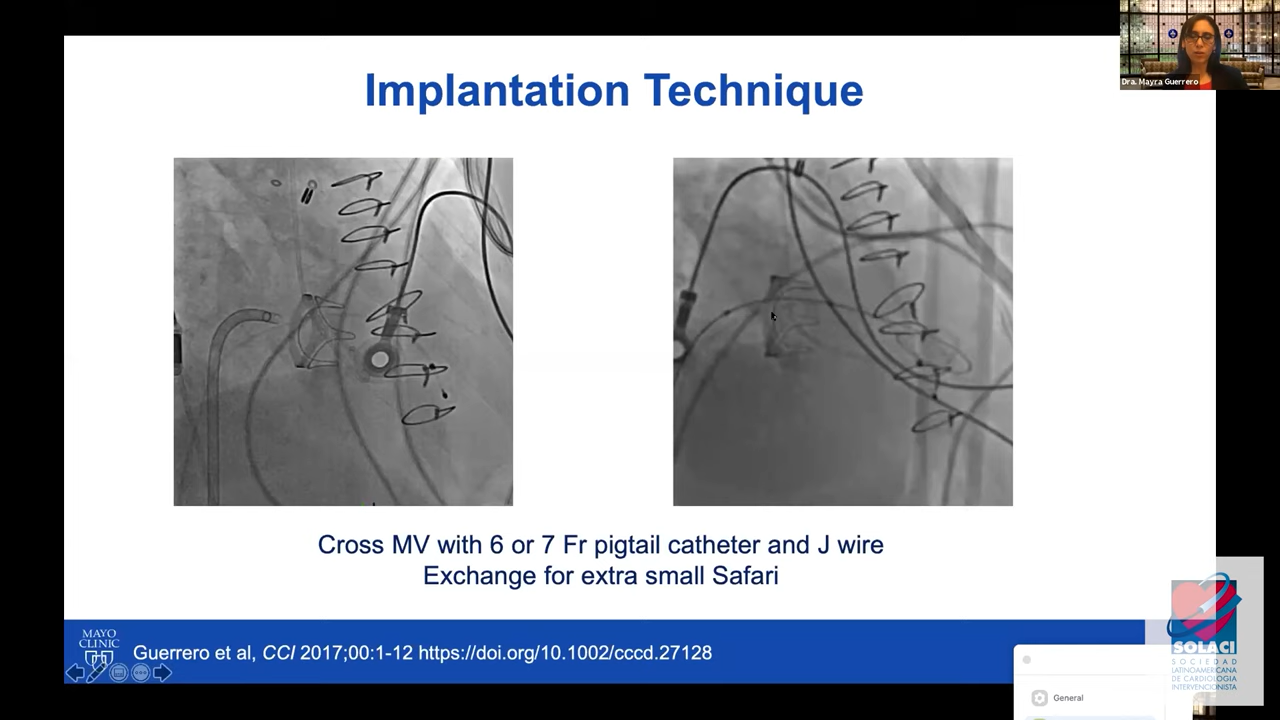 Implantation Technique
Dra. Mayra Guerrero
Cross MV with 6 or 7 Fr pigtail catheter and J wire
Exchange for extra small Safari
MAYO
CLINIC
Guerrero et al, CCI 2017;00:1-12 https://doi.org/10.1002/cccd.27128
SOLACI
SOCIEDAD
LATINOAMERICANA
DE CARDIOLOGIA
INTERVENCIONISTA
General